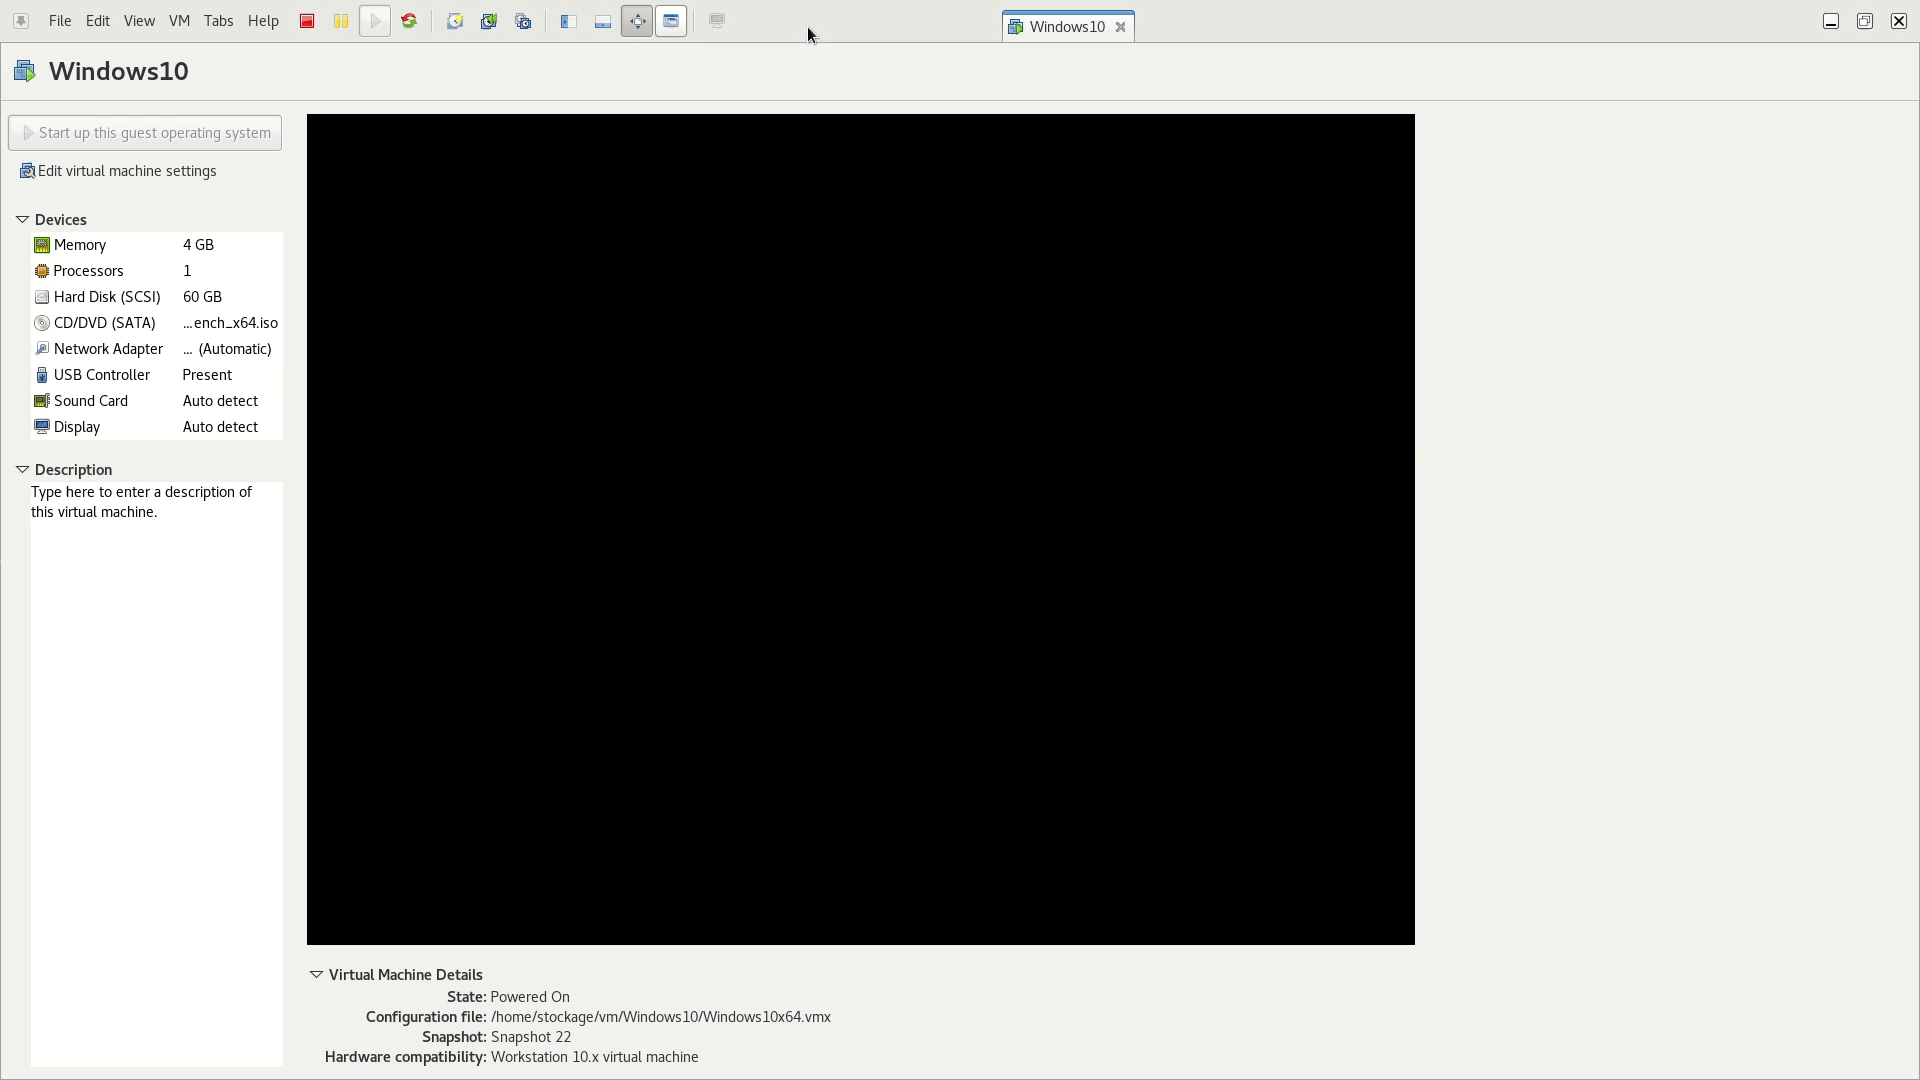 File Edit View VM Tabs Help
Windows10
Windows10
Start up this guest operating system
Edit virtual machine settings
Devices
Memory 4 GB
Processors 1
Hard Disk (SCSI) 60 GB
CD/DVD (SATA) ...ench_x64.iso
Network Adapter ... (Automatic)
USB Controller Present
Sound Card Auto detect
Display Auto detect
Description
Type here to enter a description of
this virtual machine.
Virtual Machine Details
State: Powered On
Configuration file: /home/stockage/vm/Windows10/Windows10x64.vmx
Snapshot: Snapshot 22
Hardware compatibility: Workstation 10.x virtual machine